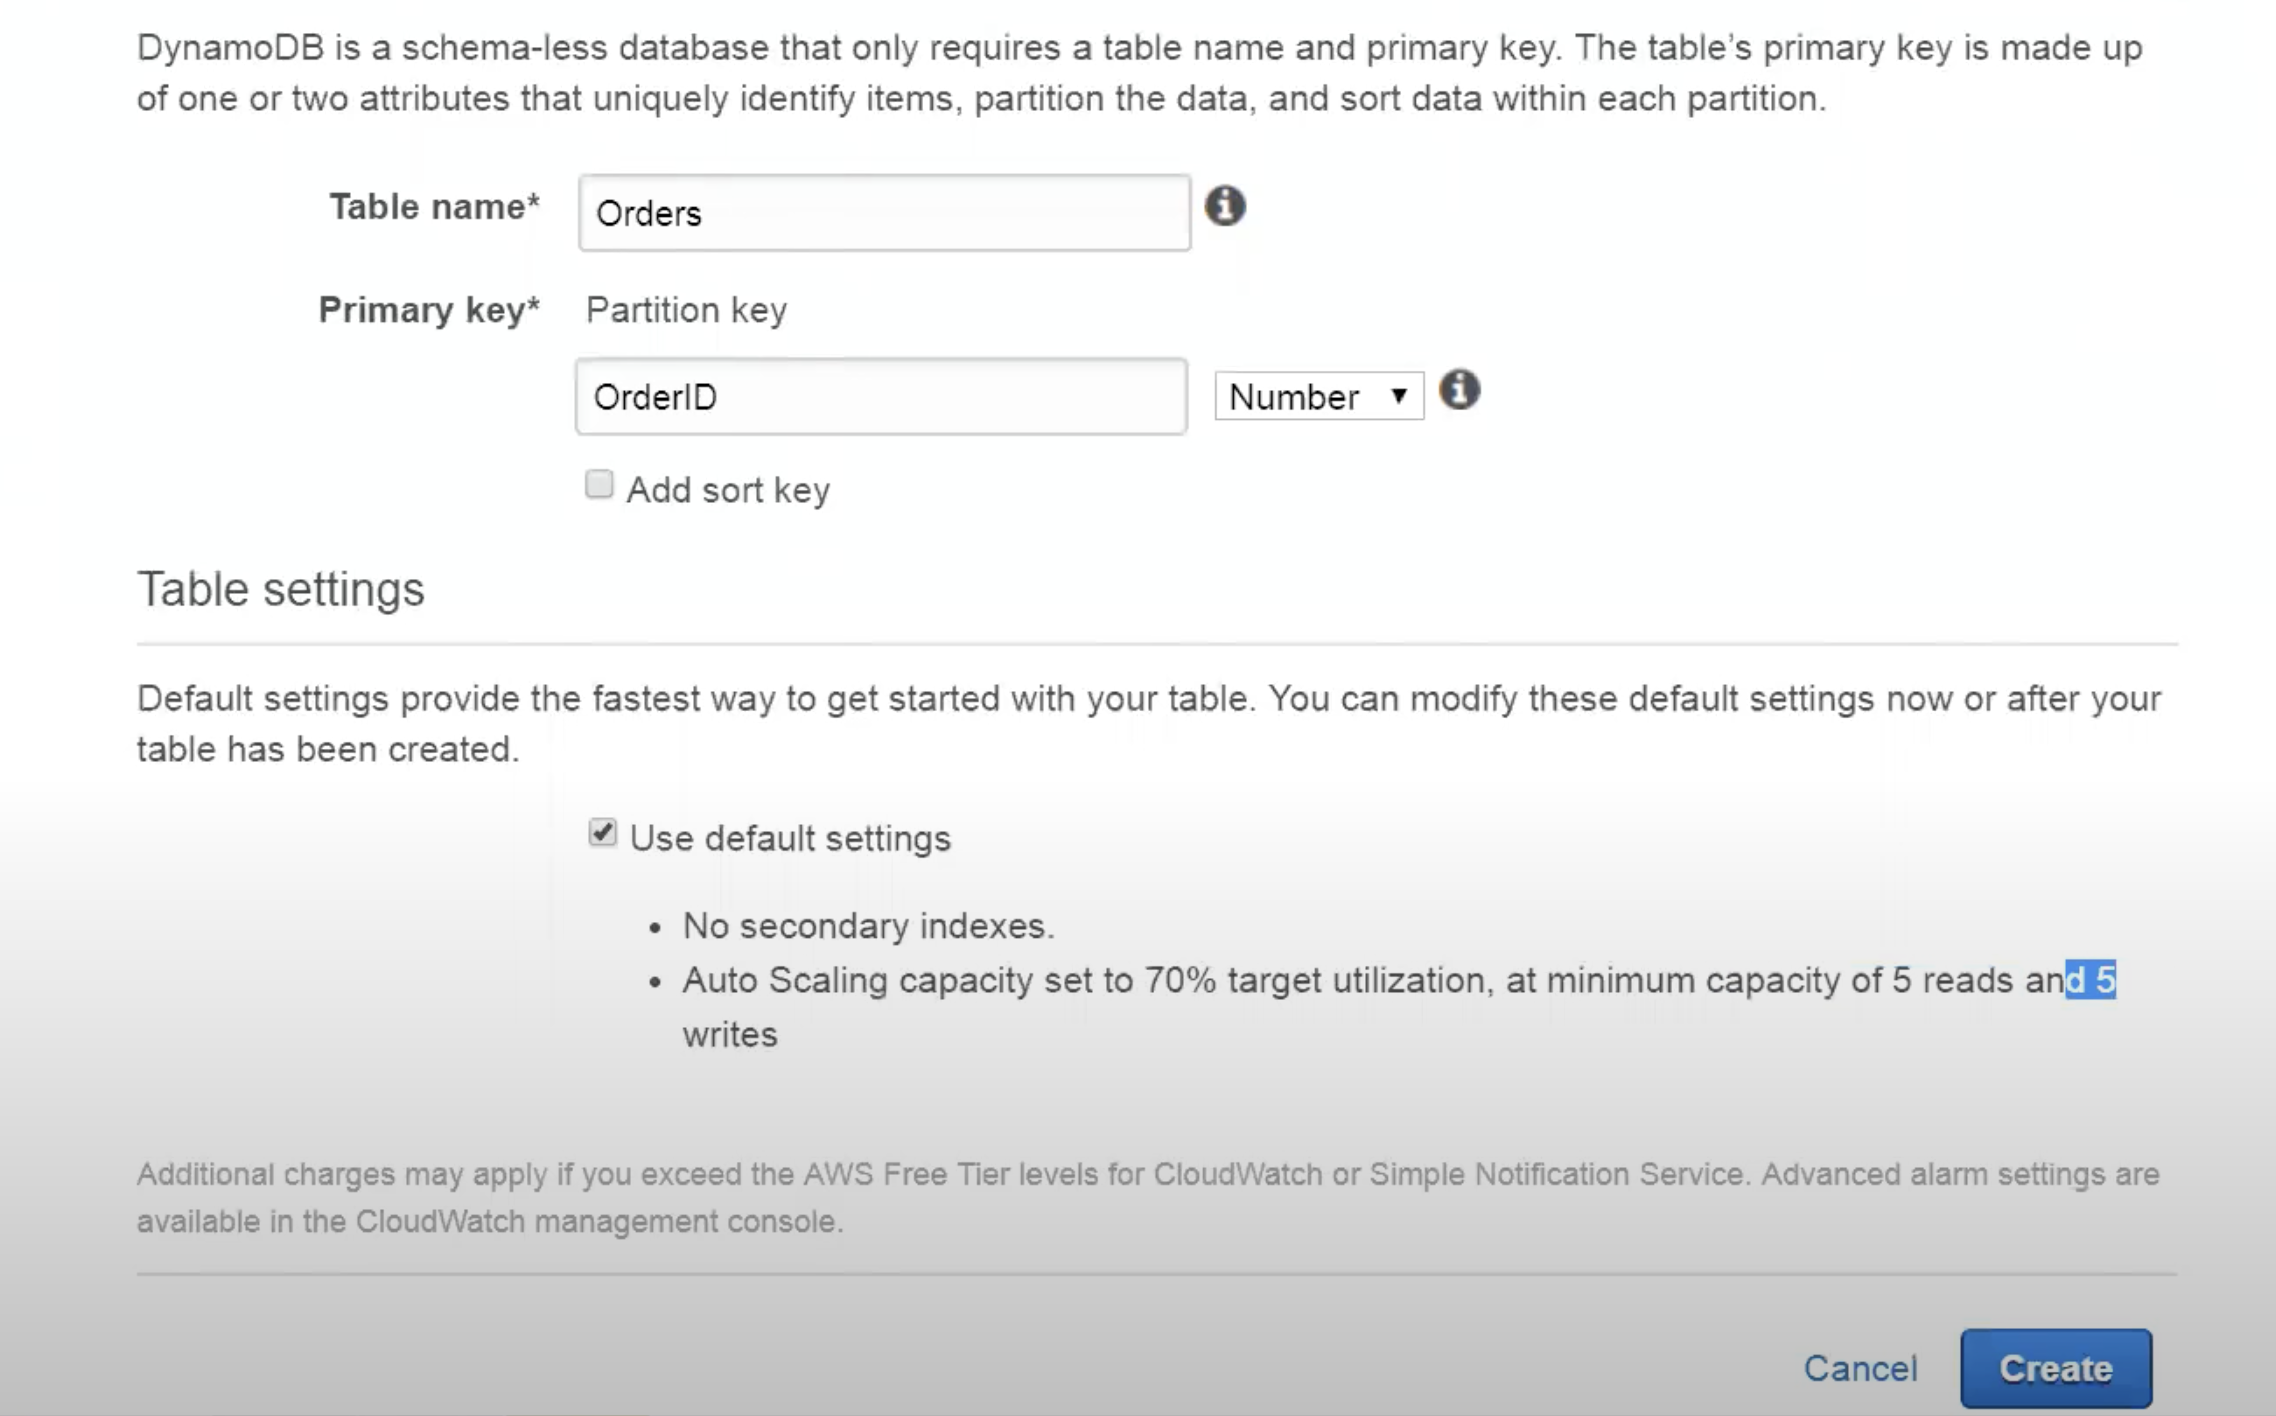 DynamoDB is a schema-less database that only requires a table name and primary key. The table's primary key is made up
of one or two attributes that uniquely identify items, partition the data, and sort data within each partition.
Table name* Orders
Primary key* Partition key
OrderID Number
Add sort key
Table settings
Default settings provide the fastest way to get started with your table. You can modify these default settings now or after your
table has been created.
Use default settings
• No secondary indexes.
• Auto Scaling capacity set to 70% target utilization, at minimum capacity of 5 reads and 5
writes
Additional charges may apply if you exceed the AWS Free Tier levels for CloudWatch or Simple Notification Service. Advanced alarm settings are
available in the CloudWatch management console.
Cancel Create